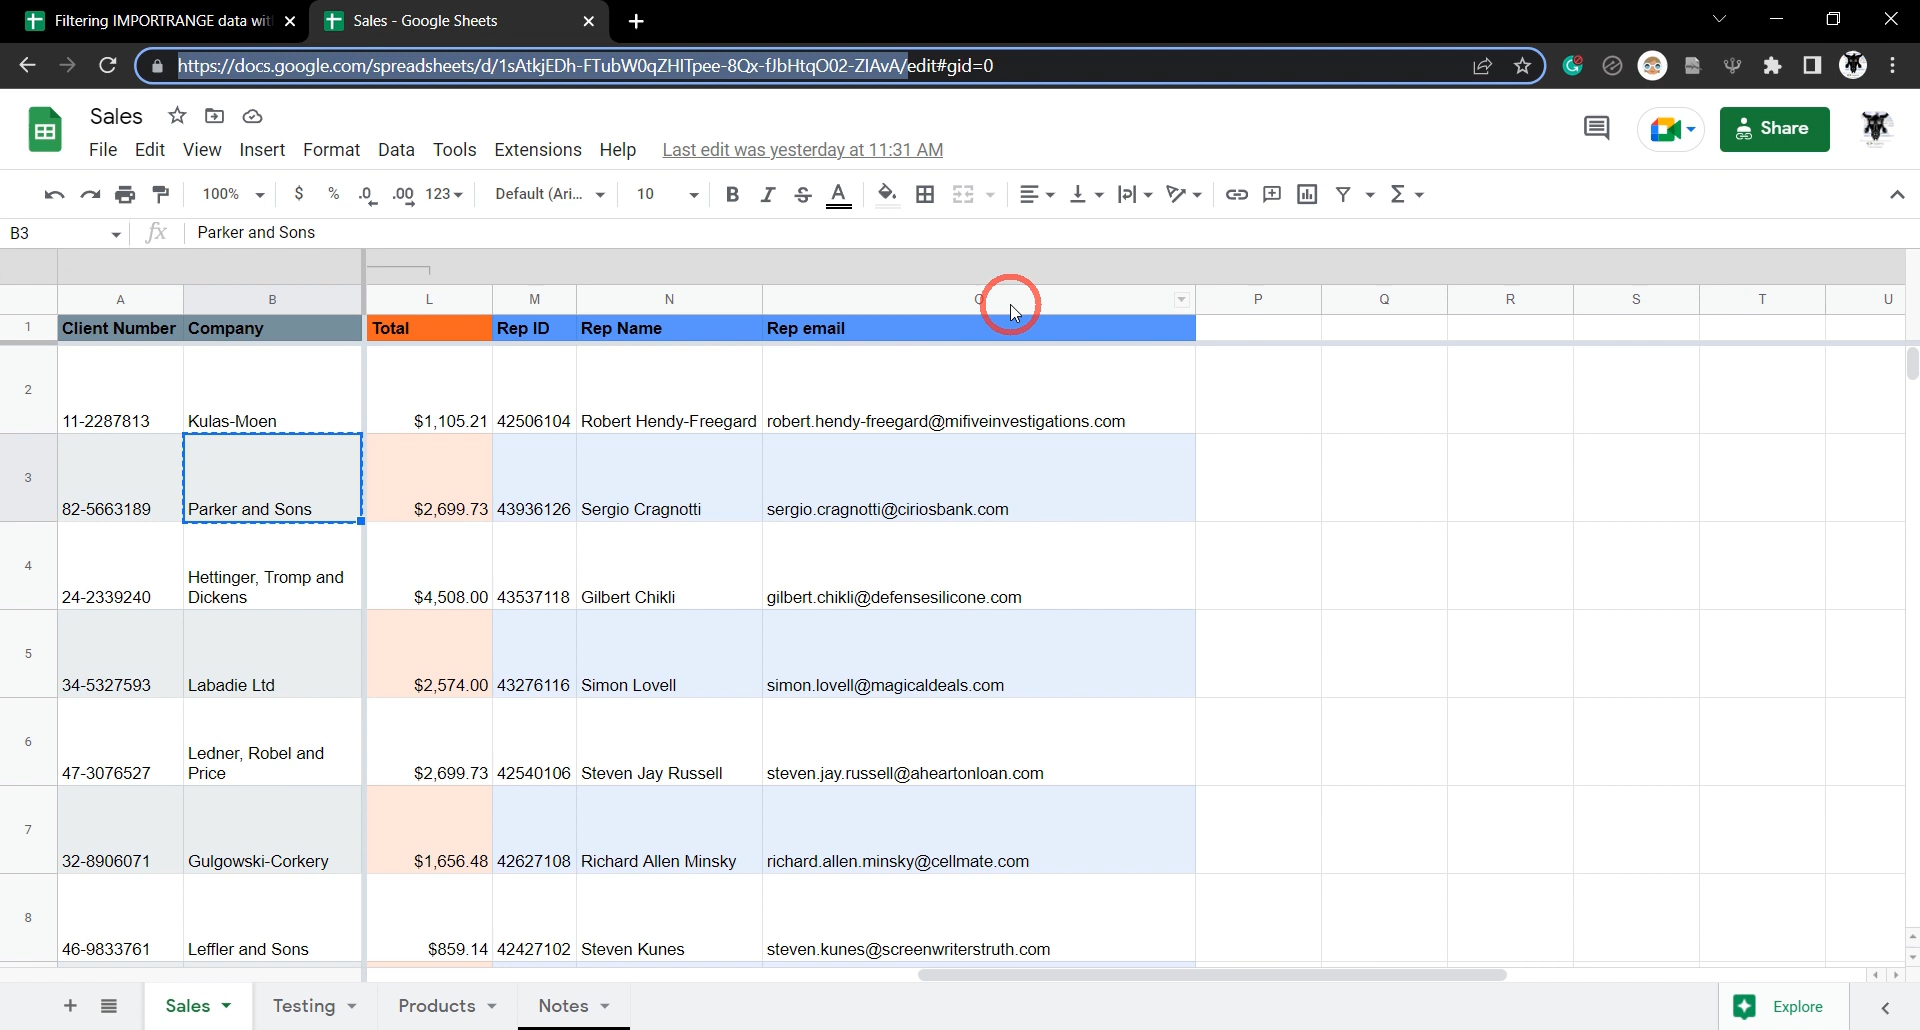 Filtering IMPORTRANGE data wit
Sales - Google Sheets
https://docs.google.com/spreadsheets/d/1sAtkjEDh-FTubW0qZHITpee-8Qx-fJbHtqO02-ZIAvA/edit#gid=0
Sales
File Edit View Insert Format Data Tools Extensions Help Last edit was yesterday at 11:31 AM
Share
100% $ % .0 .00 123 Default (Ari... 10 B I S A
B3 fx Parker and Sons
A B L M N O P Q R S T U
1 Client Number Company Total Rep ID Rep Name Rep email
2 11-2287813 Kulas-Moen $1,105.21 42506104 Robert Hendy-Freegard robert.hendy-freegard@mifiveinvestigations.com
3 82-5663189 Parker and Sons $2,699.73 43936126 Sergio Cragnotti sergio.cragnotti@ciriosbank.com
Hettinger, Tromp and
4 24-2339240 Dickens $4,508.00 43537118 Gilbert Chikli gilbert.chikli@defensesilicone.com
5 34-5327593 Labadie Ltd $2,574.00 43276116 Simon Lovell simon.lovell@magicaldeals.com
Ledner, Robel and
6 47-3076527 Price $2,699.73 42540106 Steven Jay Russell steven.jay.russell@aheartonloan.com
7 32-8906071 Gulgowski-Corkery $1,656.48 42627108 Richard Allen Minsky richard.allen.minsky@cellmate.com
8 46-9833761 Leffler and Sons $859.14 42427102 Steven Kunes steven.kunes@screenwriterstruth.com
Sales Testing Products Notes Explore